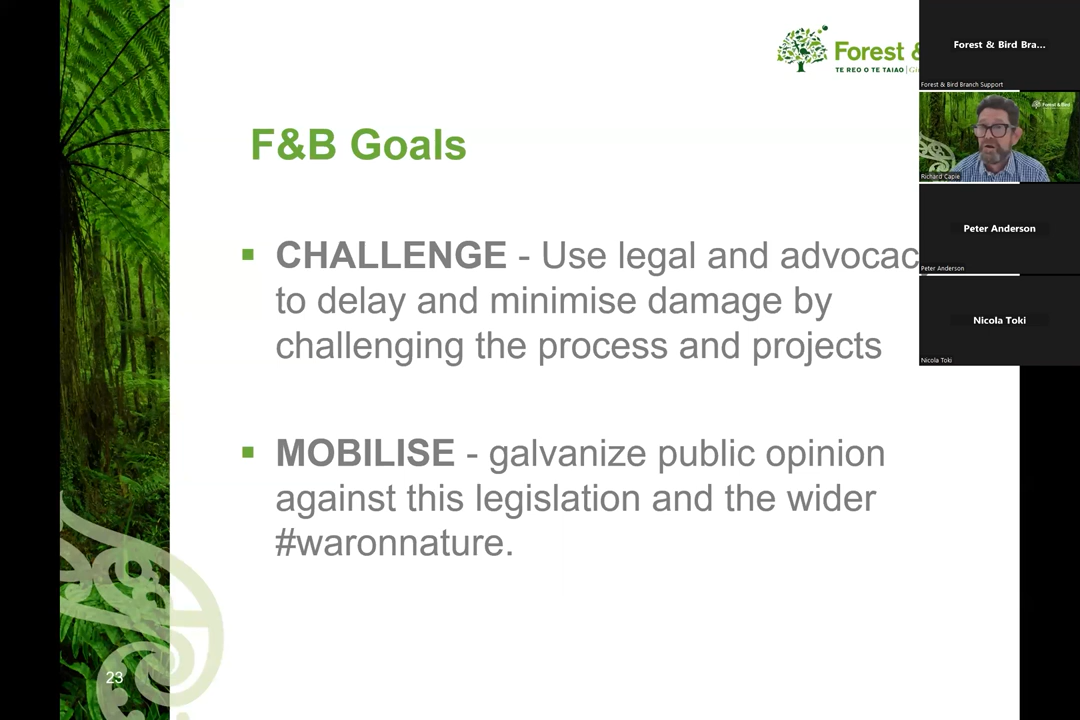 Forest &
TE REO O TE TAIAO
F&B Goals
CHALLENGE - Use legal and advocac
to delay and minimise damage by
challenging the process and projects
MOBILISE - galvanize public opinion
against this legislation and the wider
#waronnature.
23
Forest & Bird Bra...
Forest & Bird Branch Support
Forest & Bird
Richard Capie
Peter Anderson
Peter Anderson
Nicola Toki
Nicola Toki